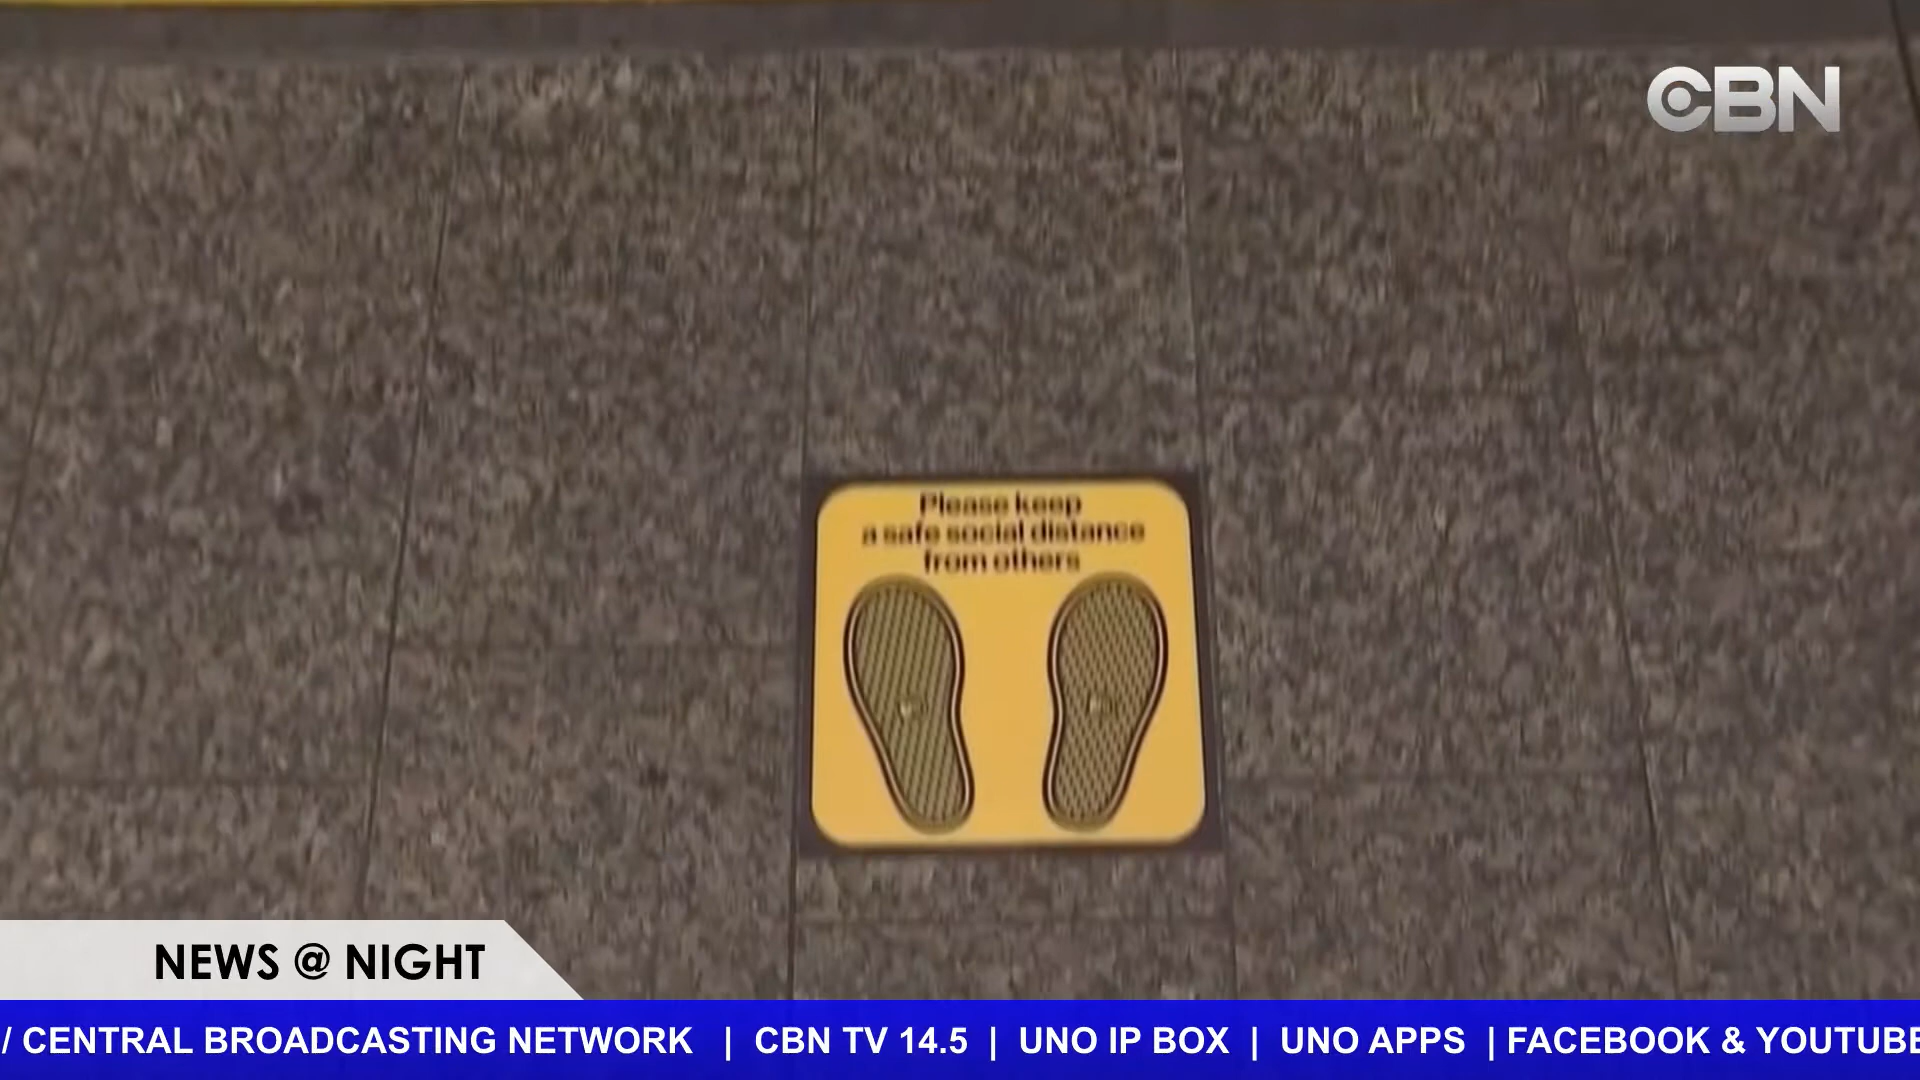 CBN
Please keep
a safe social distance
from others
NEWS @ NIGHT
/ CENTRAL BROADCASTING NETWORK | CBN TV 14.5 | UNO IP BOX | UNO APPS | FACEBOOK & YOUTUBE